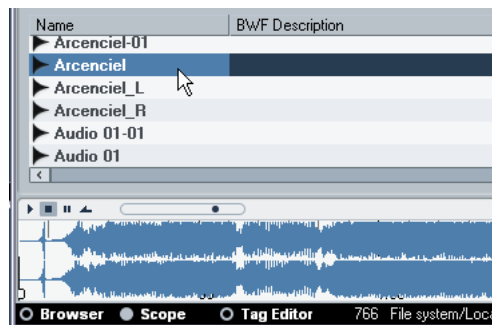 Name BWF Description
Arcenciel-01
Arcenciel
Arcenciel_L
Arcenciel_R
Audio 01-01
Audio 01
Browser Scope Tag Editor 766 File system/Loca